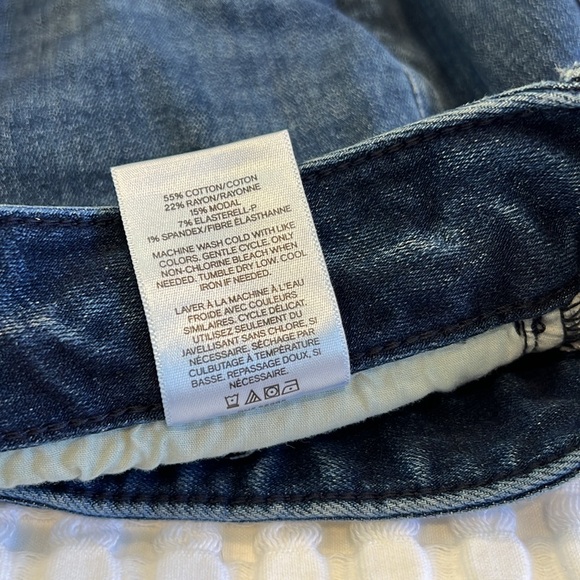 55% COTTON/COTON
22% RAYON/RAYONNE
15% MODAL
7% ELASTERELL-P
1% SPANDEX/FIBRE ÉLASTHANNE
MACHINE WASH COLD WITH LIKE
COLORS. GENTLE CYCLE. ONLY
NON-CHLORINE BLEACH WHEN
NEEDED. TUMBLE DRY LOW. COOL
IRON IF NEEDED.
LAVER À LA MACHINE À L'EAU
FROIDE AVEC COULEURS
SIMILAIRES. CYCLE DÉLICAT.
UTILISEZ SEULEMENT DU
JAVELLISANT SANS CHLORE, SI
NÉCESSAIRE. SÉCHAGE PAR
CULBUTAGE À TEMPÉRATURE
BASSE. REPASSAGE DOUX, SI
NÉCESSAIRE.